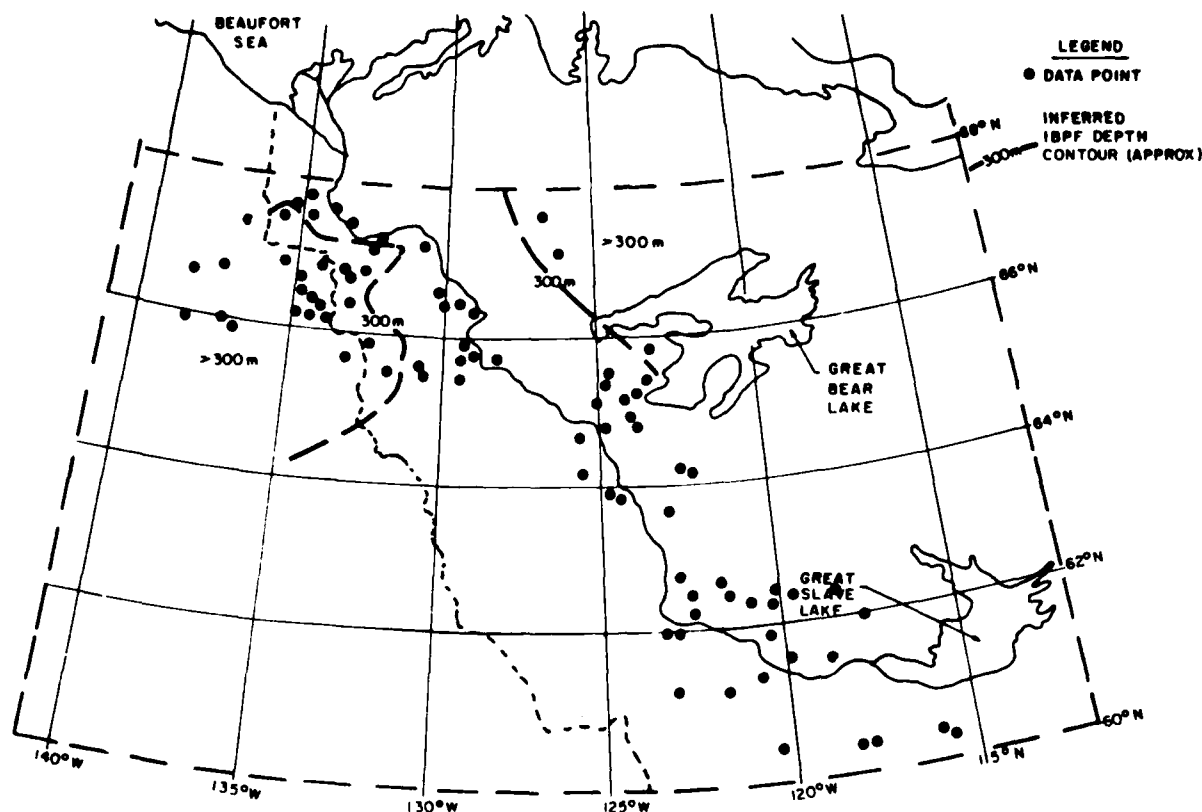 BEAUFORT
SEA
LEGEND
DATA POINT
INFERRED
IBPF DEPTH
CONTOUR (APPROX)
300m
68° N
>300m
300m
66° N
300m
>300m
GREAT
BEAR
LAKE
64° N
62° N
GREAT
SLAVE
LAKE
60° N
140° W
135° W
130° W
125° W
120° W
115° N